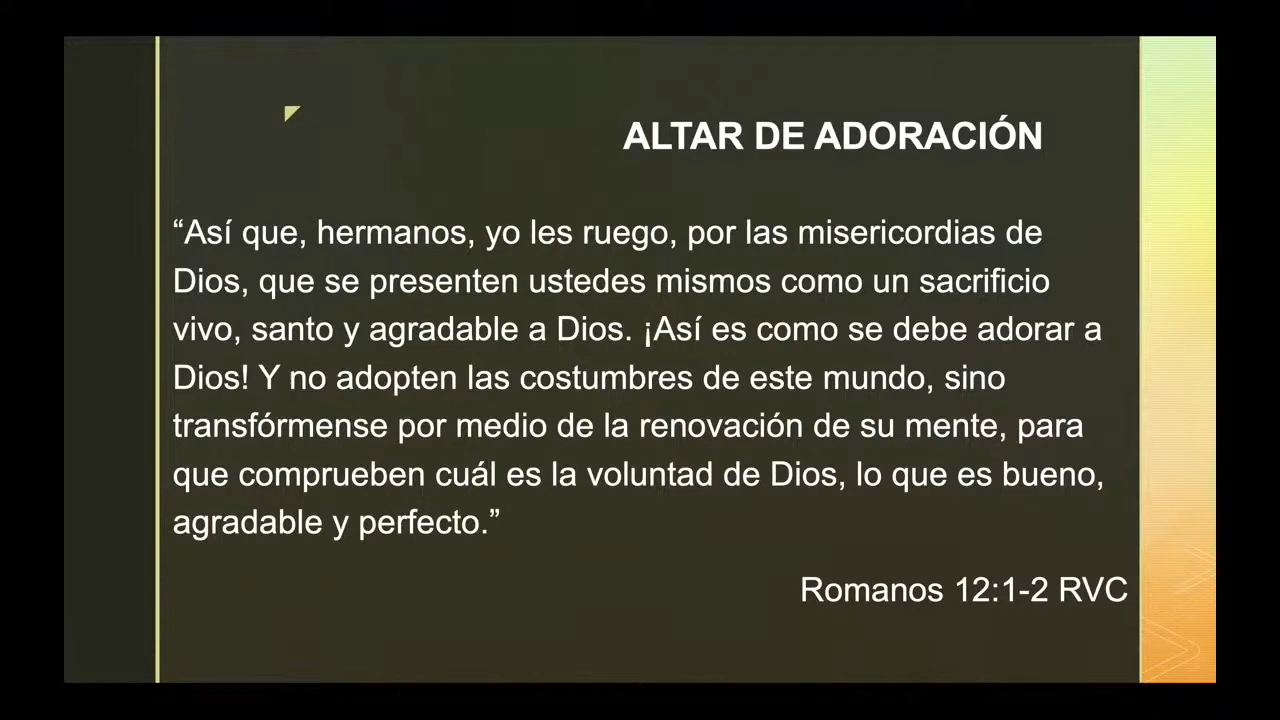 ALTAR DE ADORACIÓN
“Así que, hermanos, yo les ruego, por las misericordias de
Dios, que se presenten ustedes mismos como un sacrificio
vivo, santo y agradable a Dios. ¡Así es como se debe adorar a
Dios! Y no adopten las costumbres de este mundo, sino
transfórmense por medio de la renovación de su mente, para
que comprueben cuál es la voluntad de Dios, lo que es bueno,
agradable y perfecto.”
Romanos 12:1-2 RVC